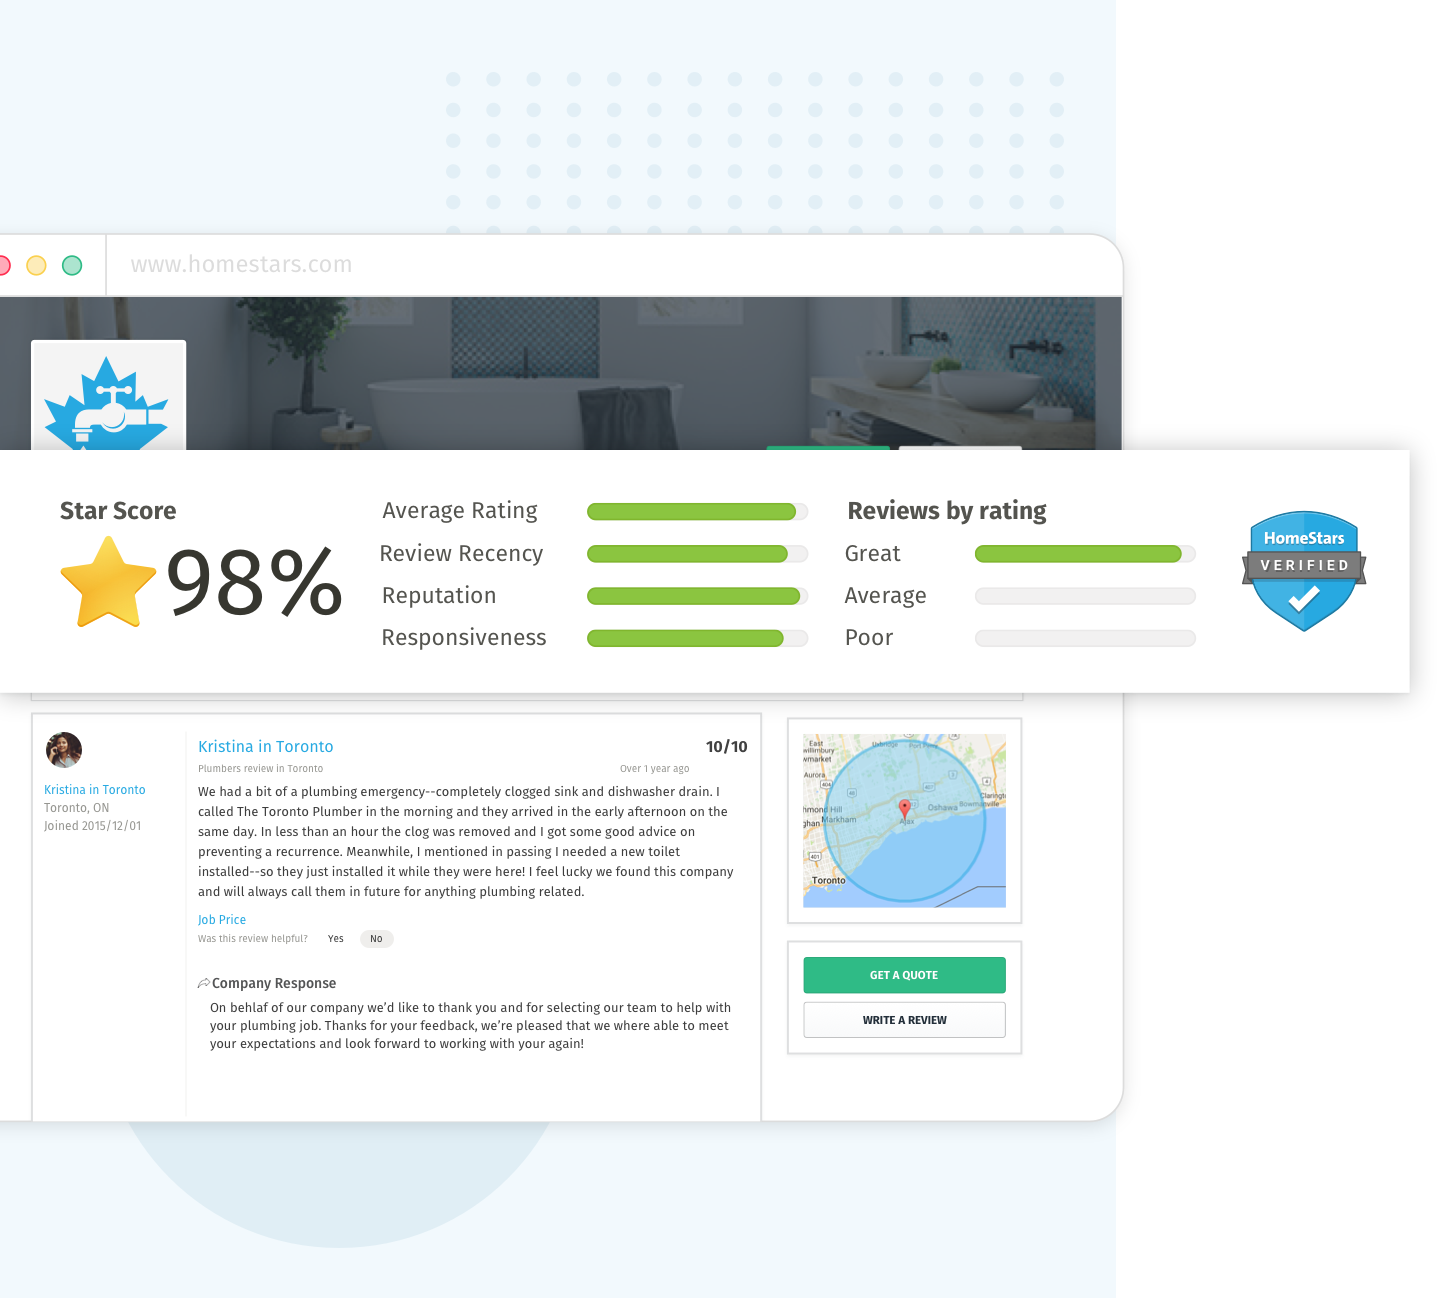 www.homestars.com
Star Score
98%
Average Rating
Review Recency
Reputation
Responsiveness
Reviews by rating
Great
Average
Poor
HomeStars
VERIFIED
Kristina in Toronto
Toronto, ON
Joined 2015/12/01
Kristina in Toronto
10/10
Plumbers review in Toronto
Over 1 year ago
We had a bit of a plumbing emergency--completely clogged sink and dishwasher drain. I
called The Toronto Plumber in the morning and they arrived in the early afternoon on the
same day. In less than an hour the clog was removed and I got some good advice on
preventing a recurrence. Meanwhile, I mentioned in passing I needed a new toilet
installed--so they just installed it while they were here! I feel lucky we found this company
and will always call them in future for anything plumbing related.
Job Price
Was this review helpful?
Yes
No
Company Response
On behlaf of our company we’d like to thank you and for selecting our team to help with
your plumbing job. Thanks for your feedback, we’re pleased that we where able to meet
your expectations and look forward to working with your again!
East
willimbury
wmarket
Uxbridge
Port Perry
Aurora
404
12
115
Claringt
Oshawa
Bowmanville
hmond Hill
Markham
ghan
Ajax
401
Toronto
GET A QUOTE
WRITE A REVIEW